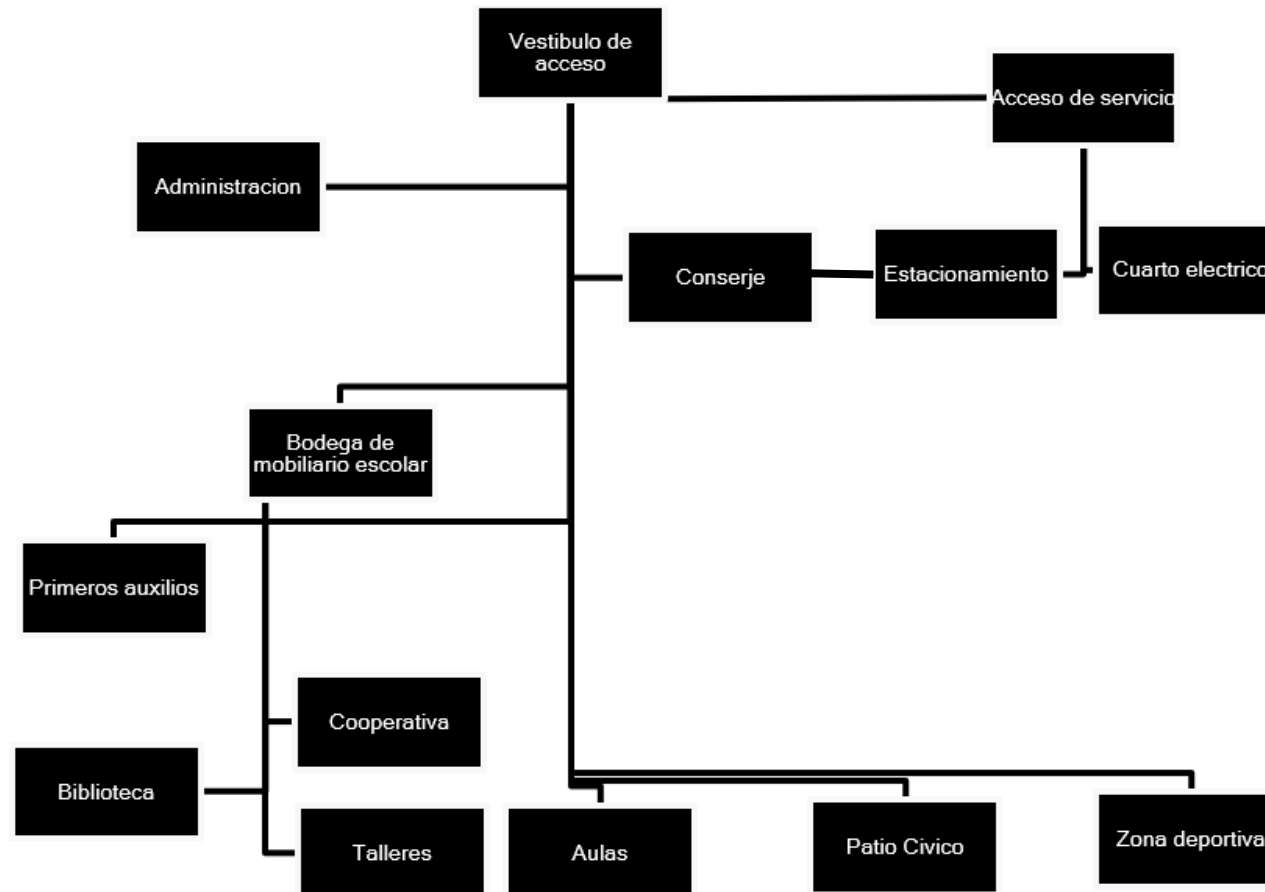 Vestibulo de
acceso
Acceso de servicio
Administracion
Conserje
Estacionamiento
Cuarto electrico
Bodega de
mobiliario escolar
Primeros auxilios
Cooperativa
Biblioteca
Talleres
Aulas
Patio Civico
Zona deportiva